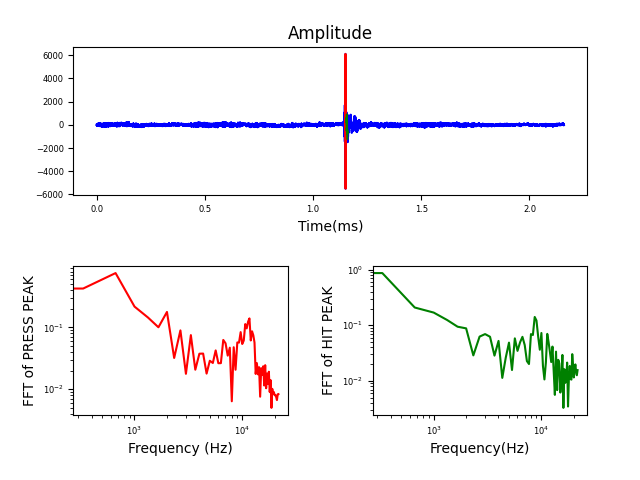 Amplitude
6000
4000
2000
0
−2000
−4000
−6000
0.0 0.5 1.0 1.5 2.0
Time(ms)
FFT of PRESS PEAK
10⁻¹
10⁻²
10³ 10⁴
Frequency (Hz)
FFT of HIT PEAK
10⁰
10⁻¹
10⁻²
10³ 10⁴
Frequency(Hz)